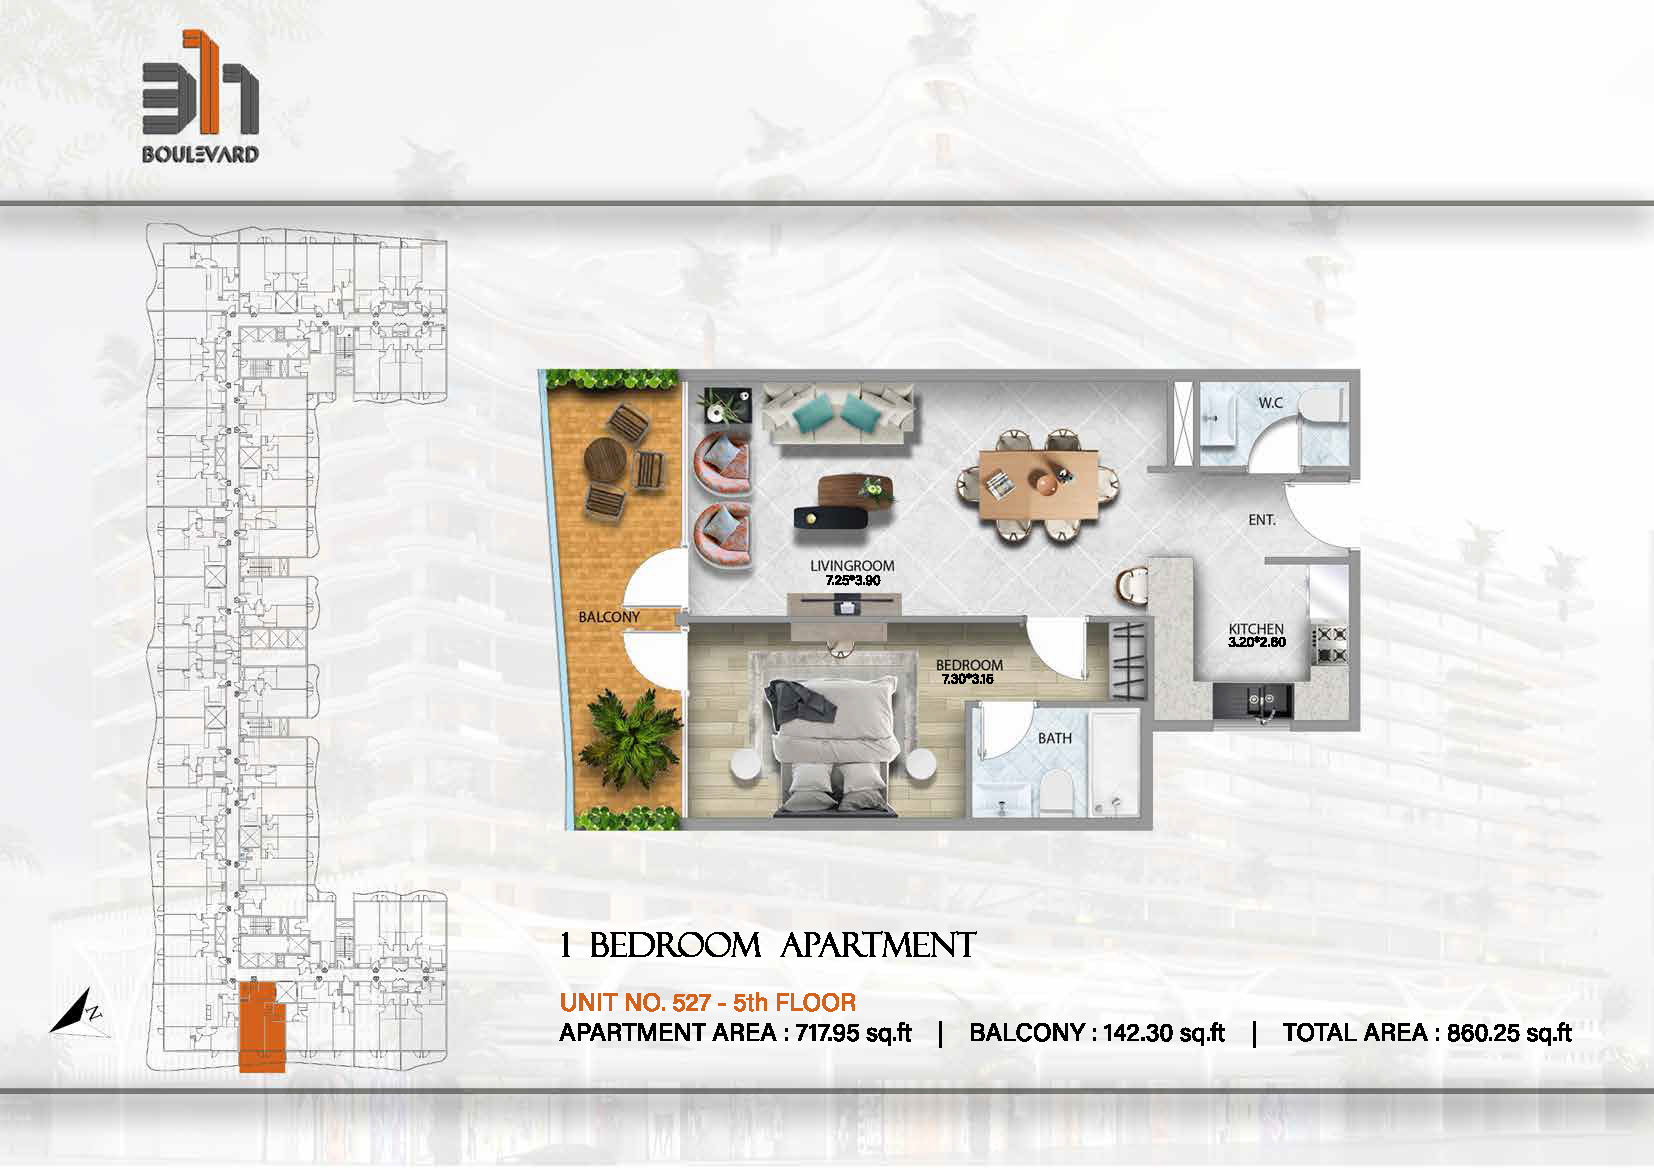 311
BOULEVARD
W.C
ENT.
LIVINGROOM
7.25*3.90
BALCONY
KITCHEN
3.20*2.60
BEDROOM
7.30*3.15
BATH
1 BEDROOM APARTMENT
UNIT NO. 527 - 5th FLOOR
APARTMENT AREA : 717.95 sq.ft | BALCONY : 142.30 sq.ft | TOTAL AREA : 860.25 sq.ft
N